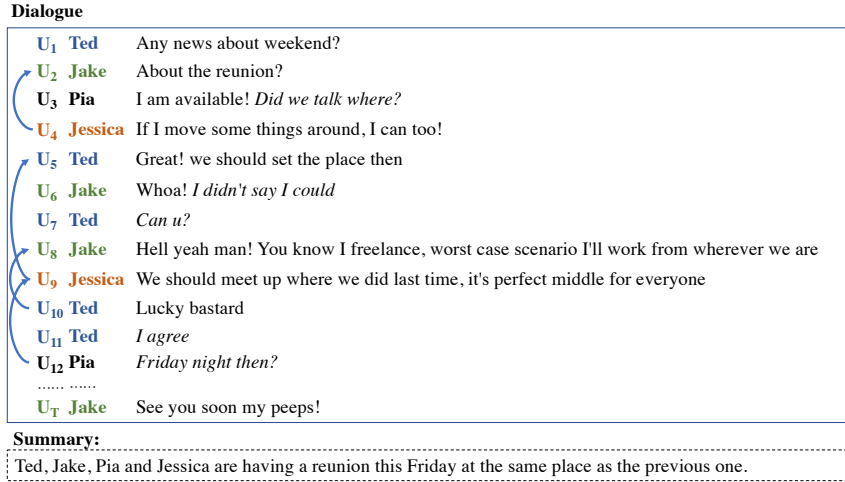 Dialogue
U1 Ted Any news about weekend?
U2 Jake About the reunion?
U3 Pia I am available! Did we talk where?
U4 Jessica If I move some things around, I can too!
U5 Ted Great! we should set the place then
U6 Jake Whoa! I didn't say I could
U7 Ted Can u?
U8 Jake Hell yeah man! You know I freelance, worst case scenario I'll work from wherever we are
U9 Jessica We should meet up where we did last time, it's perfect middle for everyone
U10 Ted Lucky bastard
U11 Ted I agree
U12 Pia Friday night then?
...... ......
UT Jake See you soon my peeps!
Summary:
Ted, Jake, Pia and Jessica are having a reunion this Friday at the same place as the previous one.